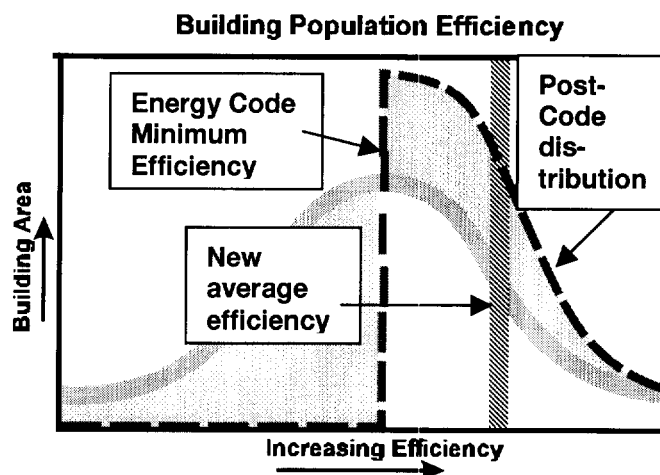 Building Population Efficiency
Energy Code
Minimum
Efficiency
Post-
Code
dis-
tribution
New
average
efficiency
Building Area
Increasing Efficiency